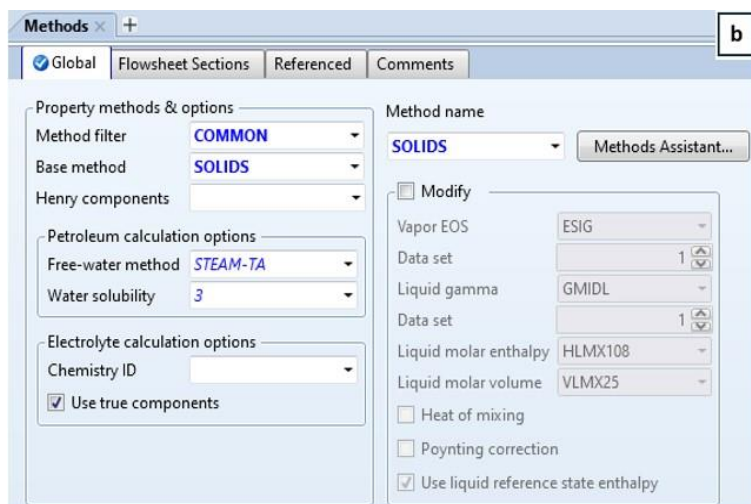 Methods
b
Global
Flowsheet Sections
Referenced
Comments
Property methods & options
Method filter COMMON
Base method SOLIDS
Henry components
Petroleum calculation options
Free-water method STEAM-TA
Water solubility 3
Electrolyte calculation options
Chemistry ID
Use true components
Method name
SOLIDS Methods Assistant...
Modify
Vapor EOS ESIG
Data set 1
Liquid gamma GMIDL
Data set 1
Liquid molar enthalpy HLMX108
Liquid molar volume VLMX25
Heat of mixing
Poynting correction
Use liquid reference state enthalpy